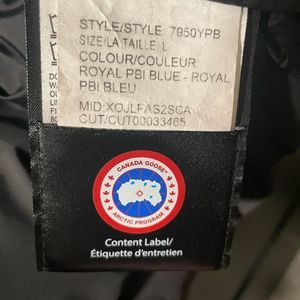 STYLE/STYLE 7950YPB
SIZE/LA TAILLE L
COLOUR/COULEUR
ROYAL PBI BLUE - ROYAL
PBI BLEU
MID:XOJLFAS2SCA
CUT/CUT00033465
CANADA GOOSE
ARCTIC PROGRAM
Content Label/
Étiquette d'entretien